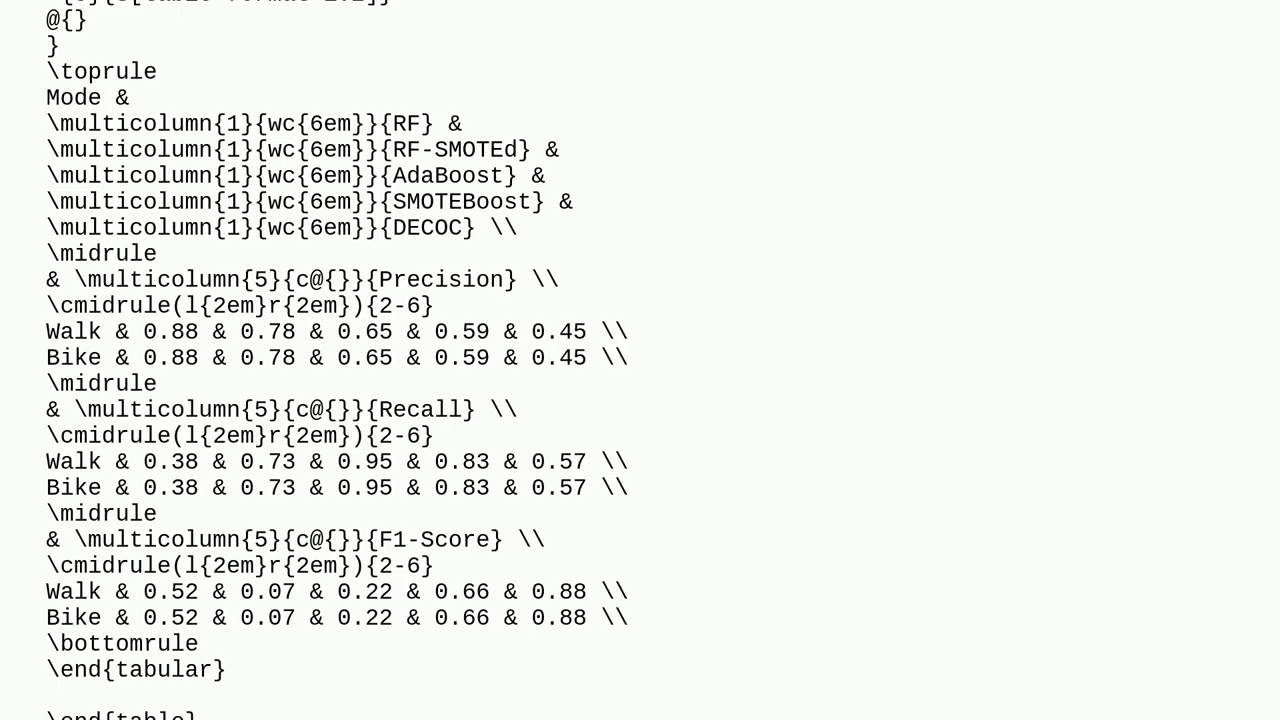 @{}
}
\toprule
Mode &
\multicolumn{1}{wc{6em}}{RF} &
\multicolumn{1}{wc{6em}}{RF-SMOTEd} &
\multicolumn{1}{wc{6em}}{AdaBoost} &
\multicolumn{1}{wc{6em}}{SMOTEBoost} &
\multicolumn{1}{wc{6em}}{DECOC} \\
\midrule
& \multicolumn{5}{c@{}}{Precision} \\
\cmidrule(l{2em}r{2em}){2-6}
Walk & 0.88 & 0.78 & 0.65 & 0.59 & 0.45 \\
Bike & 0.88 & 0.78 & 0.65 & 0.59 & 0.45 \\
\midrule
& \multicolumn{5}{c@{}}{Recall} \\
\cmidrule(l{2em}r{2em}){2-6}
Walk & 0.38 & 0.73 & 0.95 & 0.83 & 0.57 \\
Bike & 0.38 & 0.73 & 0.95 & 0.83 & 0.57 \\
\midrule
& \multicolumn{5}{c@{}}{F1-Score} \\
\cmidrule(l{2em}r{2em}){2-6}
Walk & 0.52 & 0.07 & 0.22 & 0.66 & 0.88 \\
Bike & 0.52 & 0.07 & 0.22 & 0.66 & 0.88 \\
\bottomrule
\end{tabular}
\end{table}